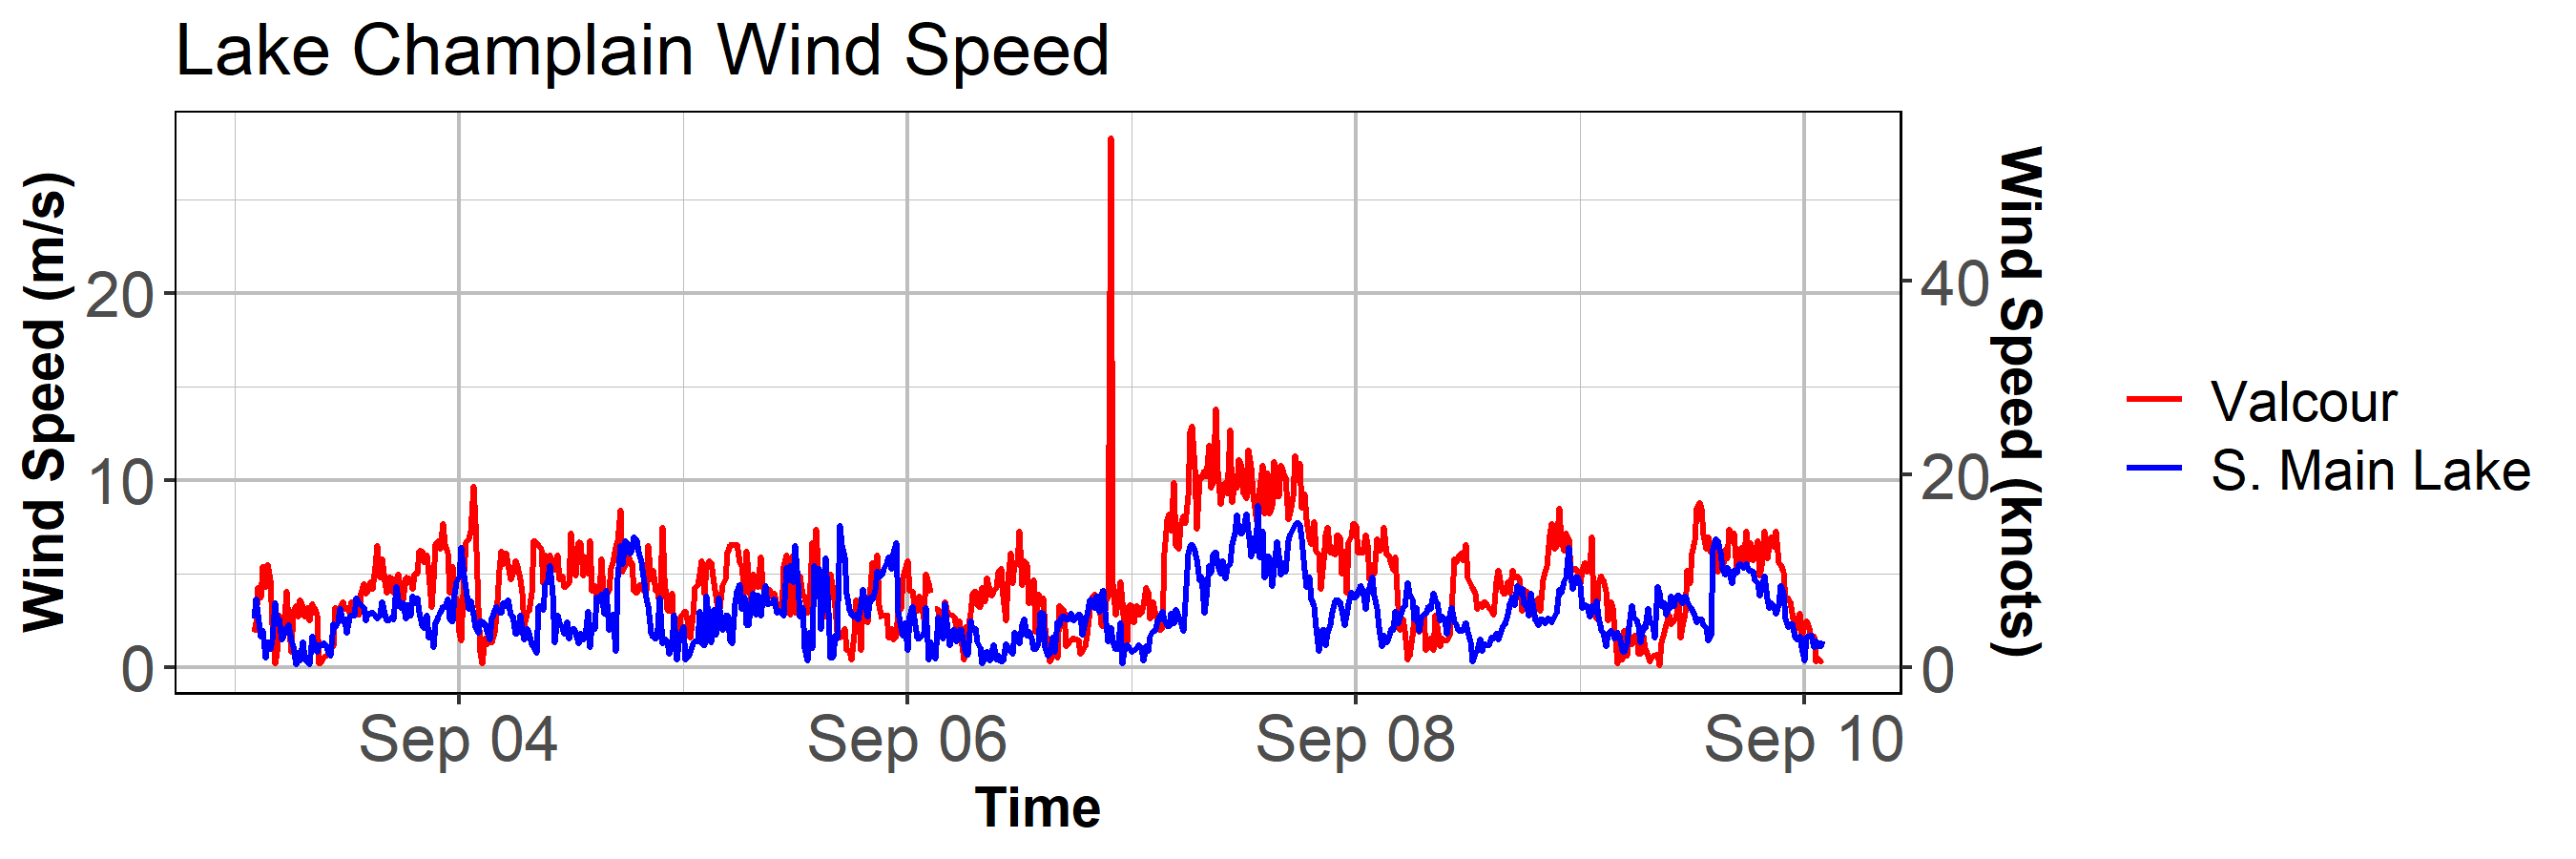 Lake Champlain Wind Speed
Wind Speed (m/s)
20
10
0
40
20
0
Wind Speed (knots)
Sep 04
Sep 06
Sep 08
Sep 10
Time
Valcour
S. Main Lake